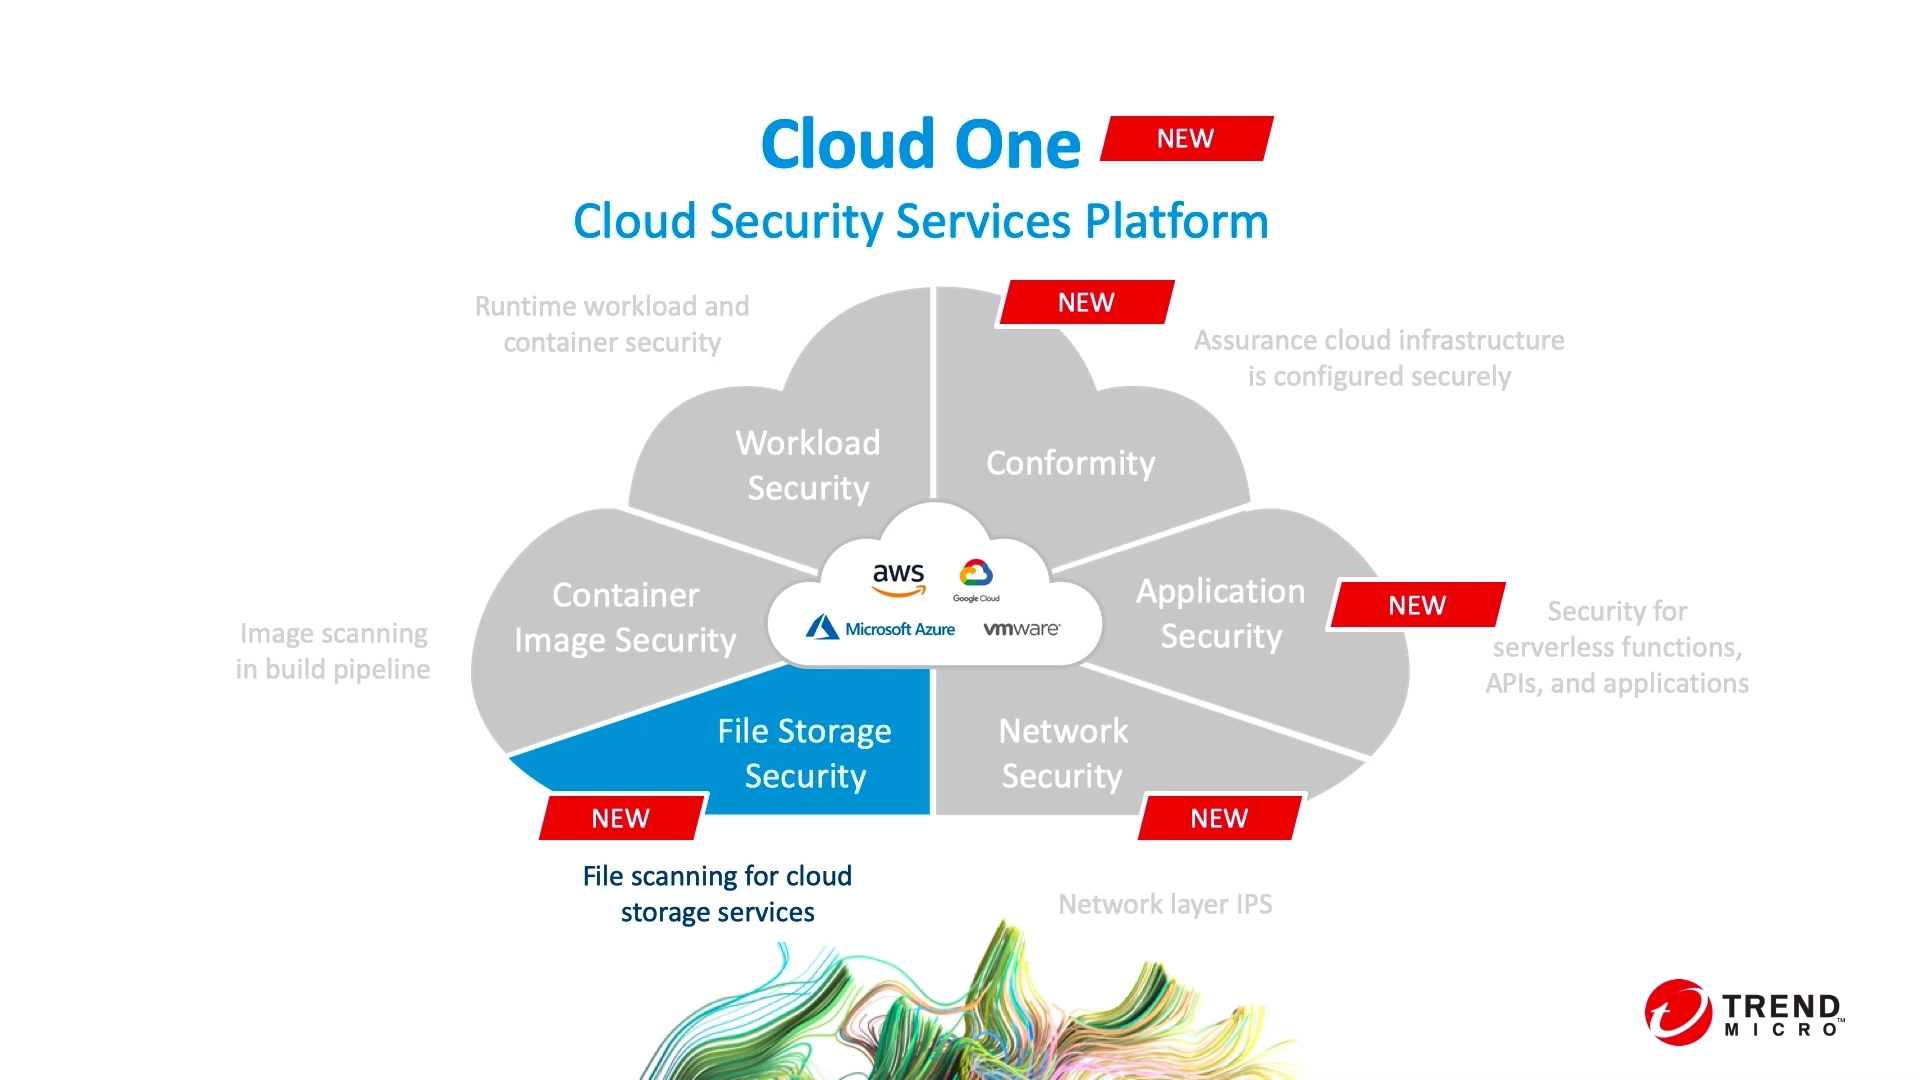 Cloud One
NEW
Cloud Security Services Platform
Runtime workload and
container security
NEW
Assurance cloud infrastructure
is configured securely
Workload
Security
Conformity
Container
Image Security
Image scanning
in build pipeline
aws
Google Cloud
Microsoft Azure
vmware®
Application
Security
NEW
Security for
serverless functions,
APIs, and applications
File Storage
Security
NEW
File scanning for cloud
storage services
Network
Security
NEW
Network layer IPS
TREND
MICRO™